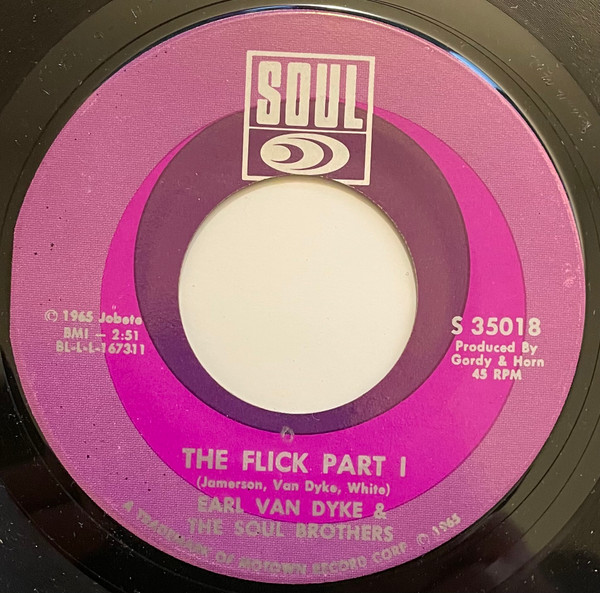 SOUL
© 1965 Jobete
BMI — 2:51
BL-L-L-167311
S 35018
Produced By
Gordy & Horn
45 RPM
THE FLICK PART I
(Jamerson, Van Dyke, White)
EARL VAN DYKE &
THE SOUL BROTHERS
A TRADEMARK OF MOTOWN RECORD CORP. © 1965